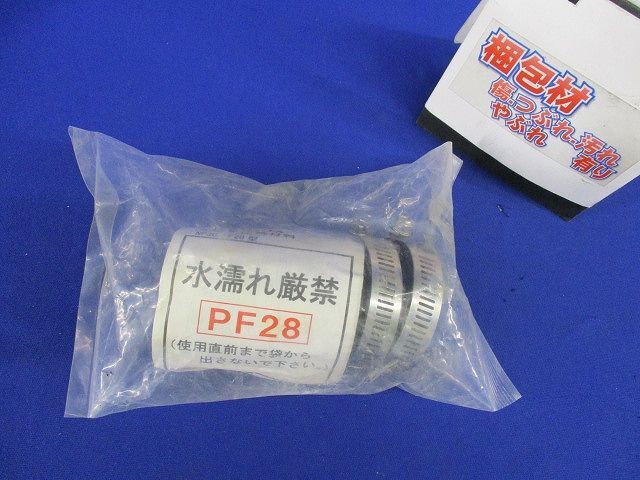 梱包材
傷・つぶれ・汚れ
やぶれ 有り
水濡れ厳禁
PF28
(使用直前まで袋から
出さないで下さい。)